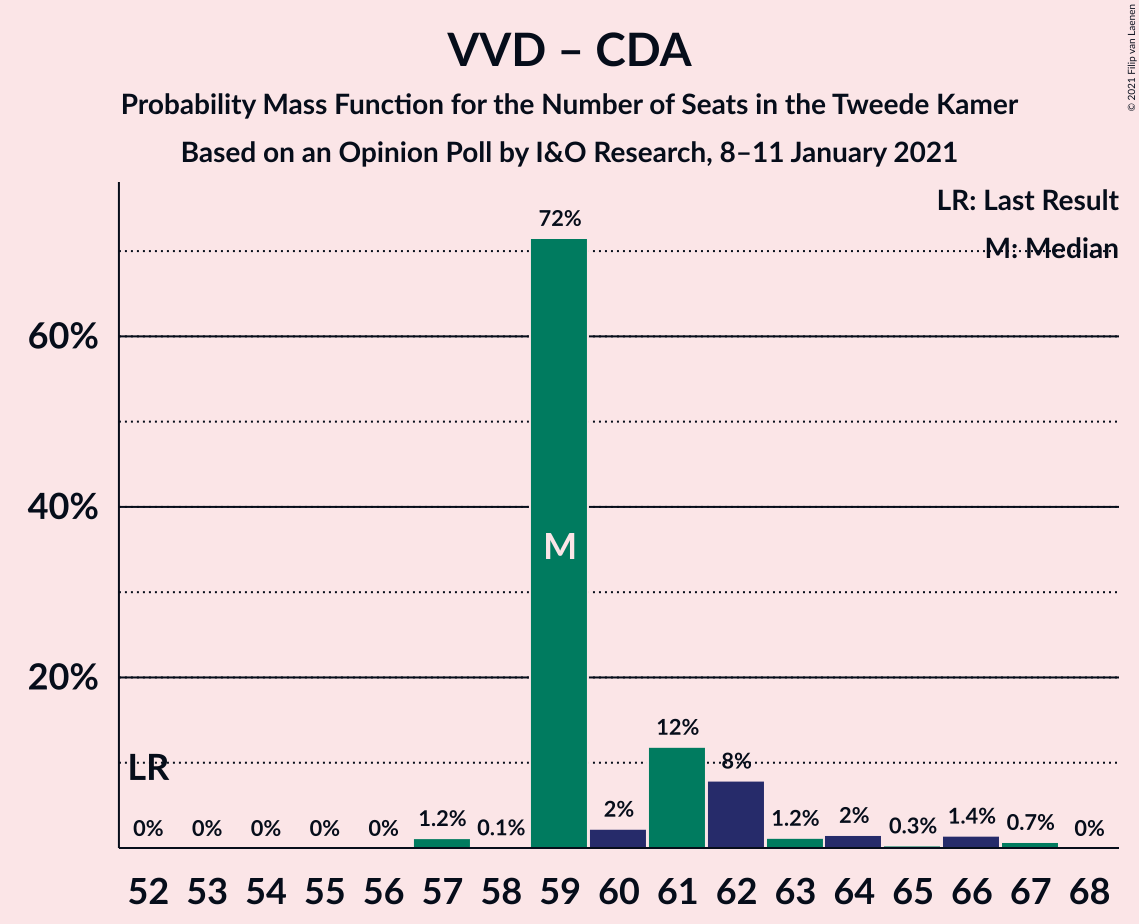 VVD – CDA
Probability Mass Function for the Number of Seats in the Tweede Kamer
Based on an Opinion Poll by I&O Research, 8–11 January 2021
© 2021 Filip van Laenen
LR: Last Result
M: Median
60%
40%
20%
72%
M
LR
0% 0% 0% 0% 0% 1.2% 0.1% 2% 12% 8% 1.2% 2% 0.3% 1.4% 0.7% 0%
52 53 54 55 56 57 58 59 60 61 62 63 64 65 66 67 68